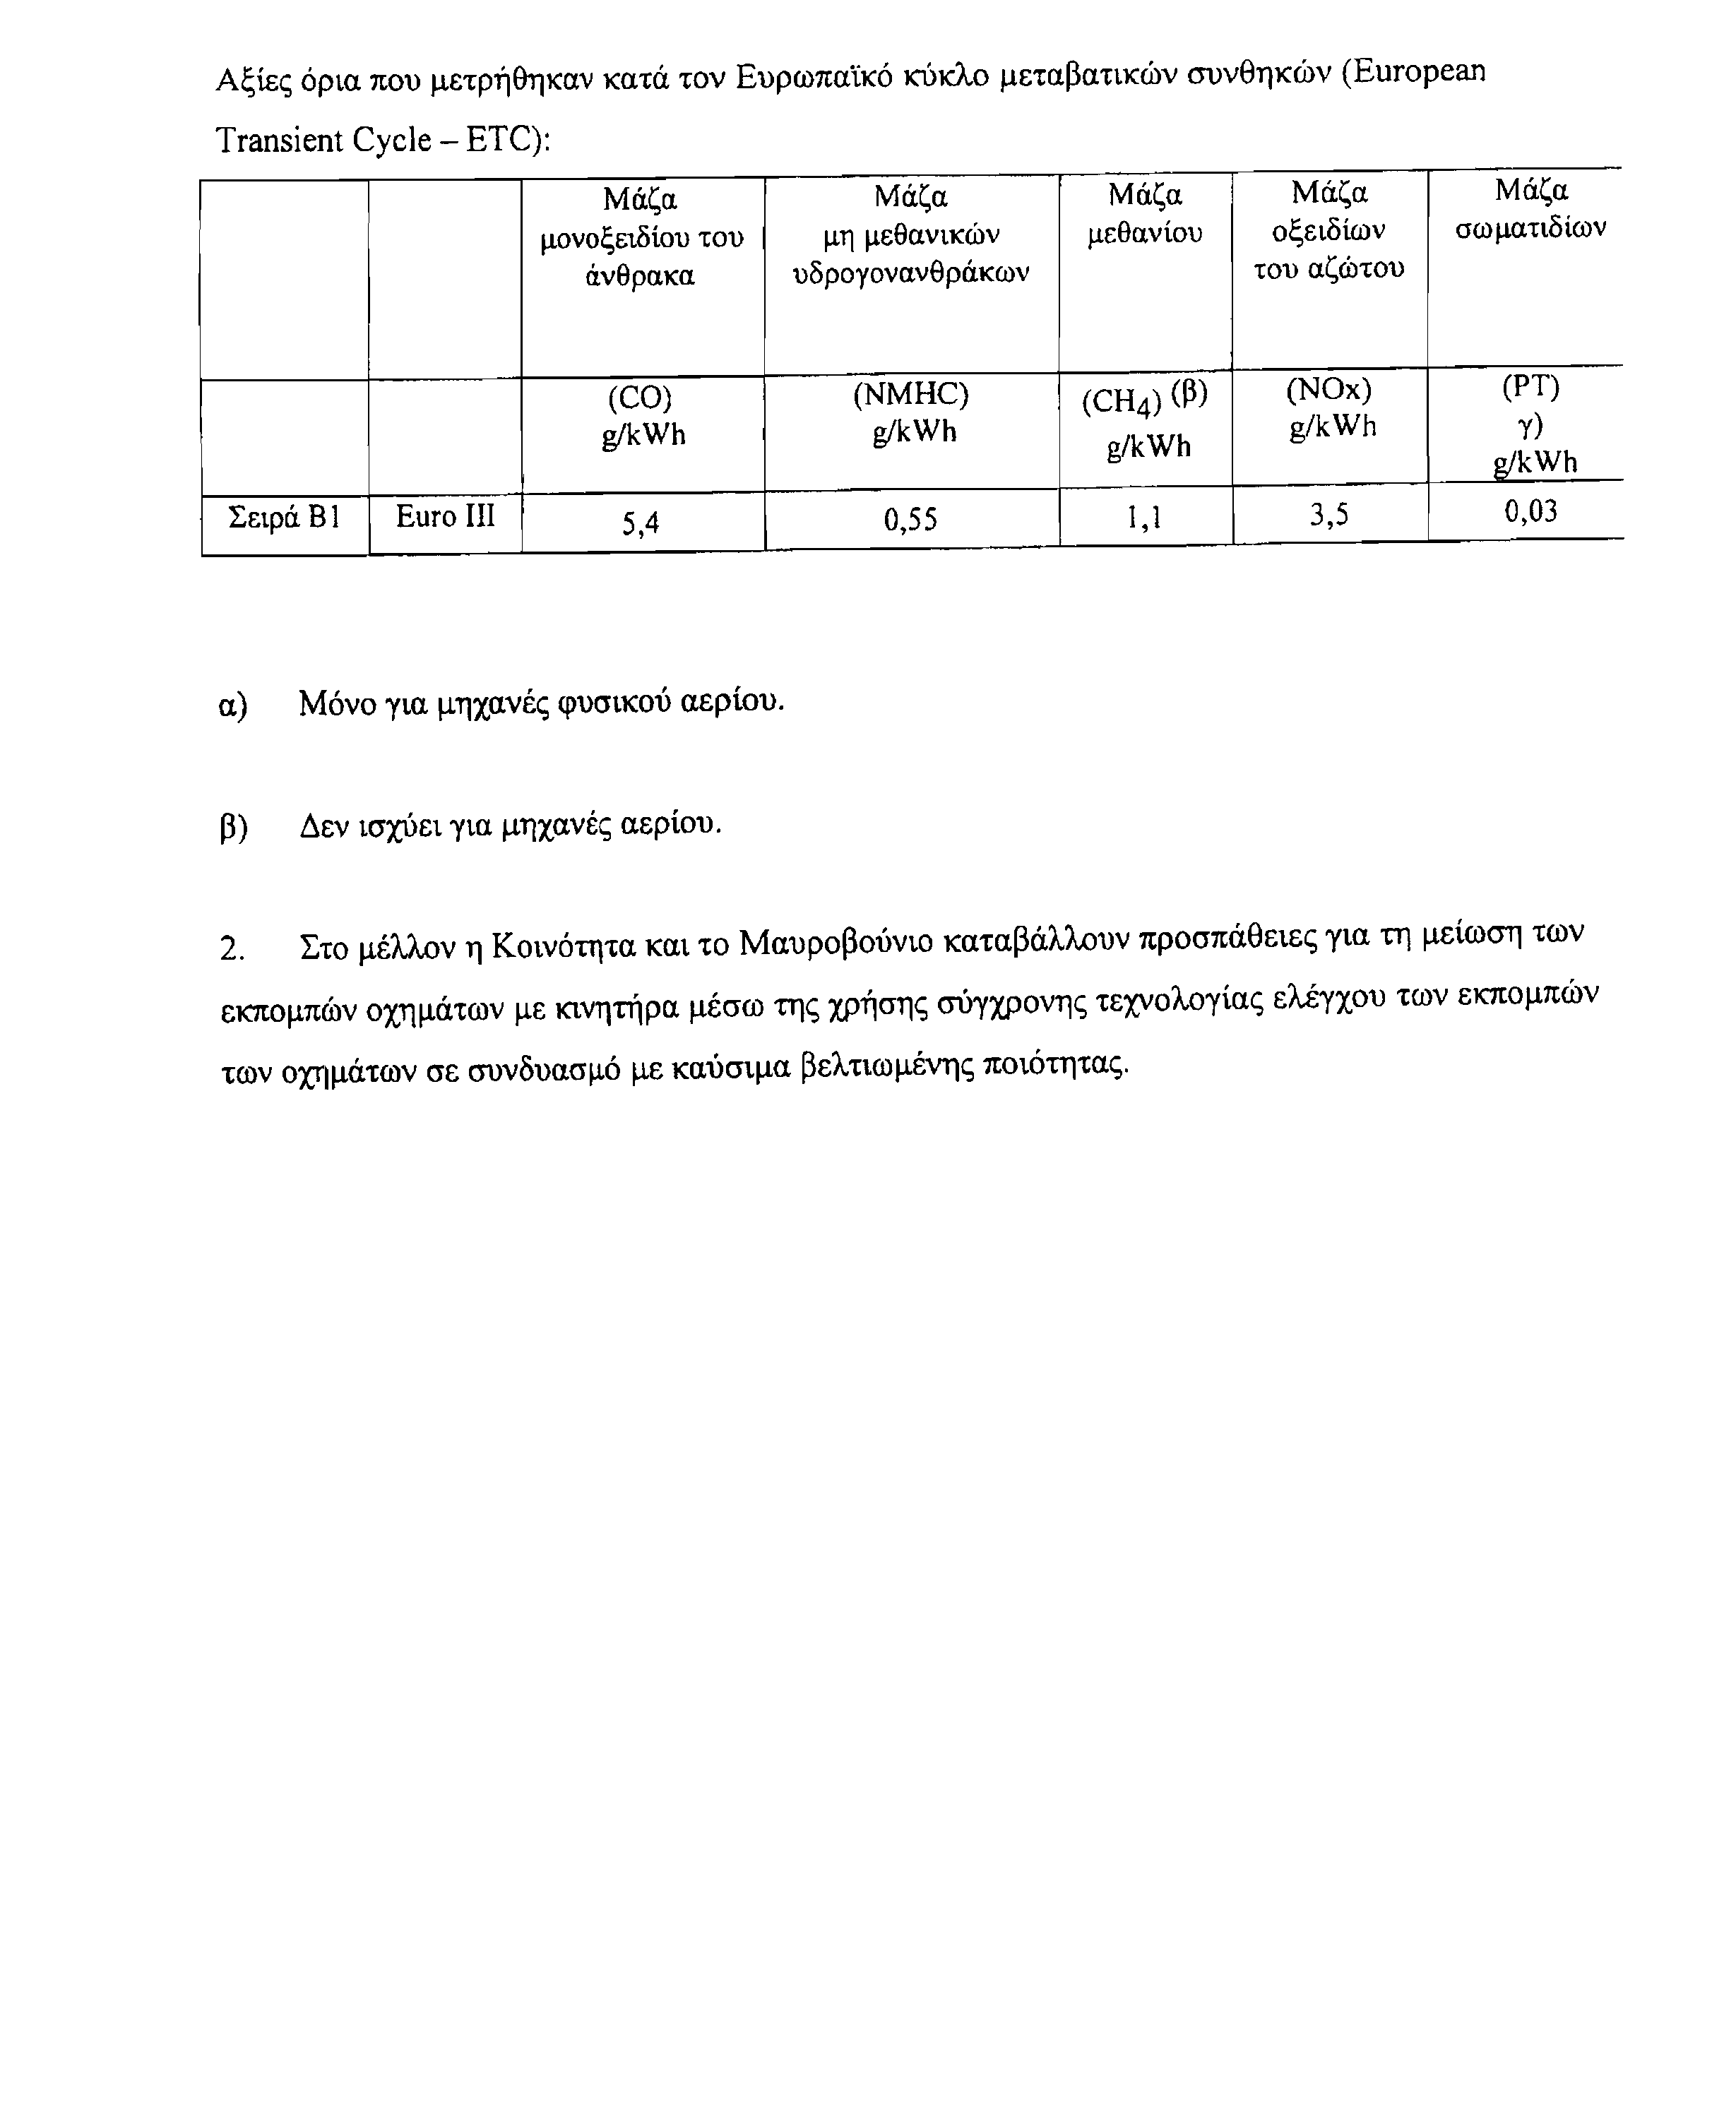 Αξίες όρια που μετρήθηκαν κατά τον Ευρωπαϊκό κύκλο μεταβατικών συνθηκών (European
Transient Cycle – ETC):
Μάζα μονοξειδίου του άνθρακα
Μάζα μη μεθανικών υδρογονανθράκων
Μάζα μεθανίου
Μάζα οξειδίων του αζώτου
Μάζα σωματιδίων
(CO) g/kWh
(NMHC) g/kWh
(CH4) (β) g/kWh
(NOx) g/kWh
(PT) γ) g/kWh
Σειρά B1 Euro III 5,4 0,55 1,1 3,5 0,03
α) Μόνο για μηχανές φυσικού αερίου.
β) Δεν ισχύει για μηχανές αερίου.
2. Στο μέλλον η Κοινότητα και το Μαυροβούνιο καταβάλλουν προσπάθειες για τη μείωση των
εκπομπών οχημάτων με κινητήρα μέσω της χρήσης σύγχρονης τεχνολογίας ελέγχου των εκπομπών
των οχημάτων σε συνδυασμό με καύσιμα βελτιωμένης ποιότητας.